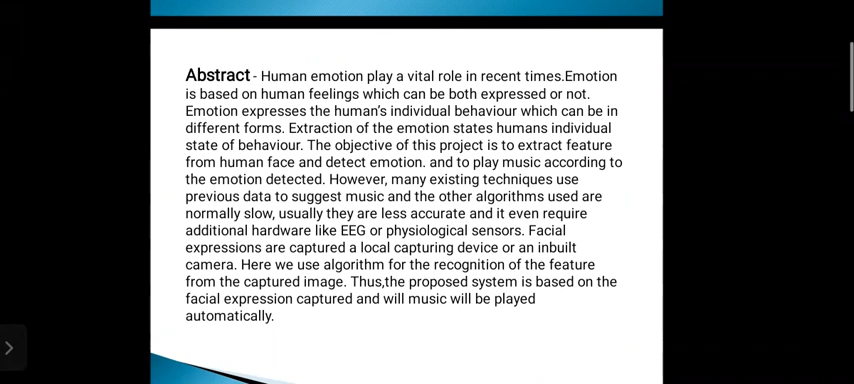 Abstract - Human emotion play a vital role in recent times.Emotion
is based on human feelings which can be both expressed or not.
Emotion expresses the human's individual behaviour which can be in
different forms. Extraction of the emotion states humans individual
state of behaviour. The objective of this project is to extract feature
from human face and detect emotion. and to play music according to
the emotion detected. However, many existing techniques use
previous data to suggest music and the other algorithms used are
normally slow, usually they are less accurate and it even require
additional hardware like EEG or physiological sensors. Facial
expressions are captured a local capturing device or an inbuilt
camera. Here we use algorithm for the recognition of the feature
from the captured image. Thus,the proposed system is based on the
facial expression captured and will music will be played
automatically.